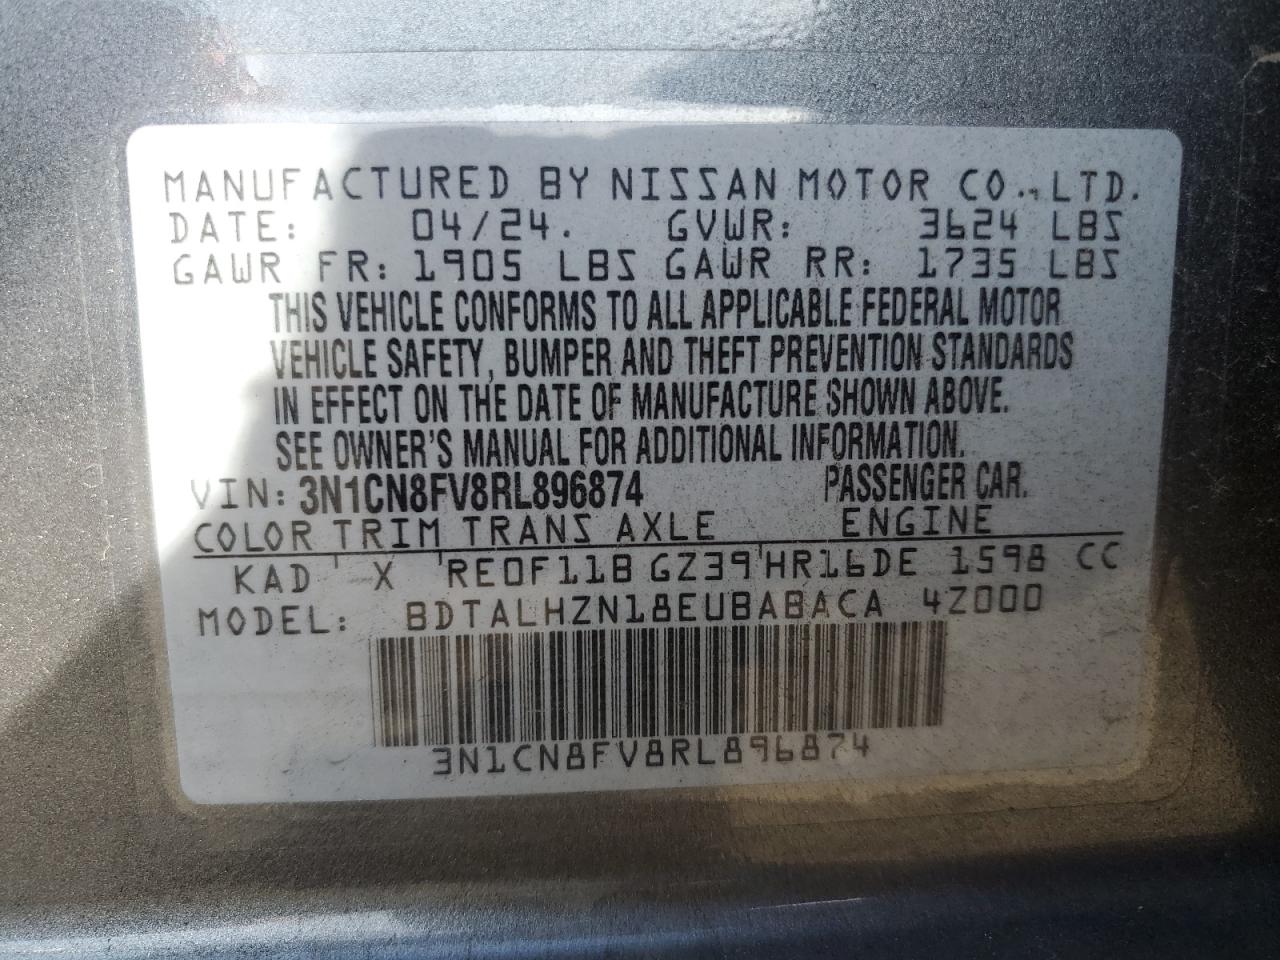 MANUFACTURED BY NISSAN MOTOR CO., LTD.
DATE: 04/24. GVWR: 3624 LBS
GAWR FR: 1905 LBS GAWR RR: 1735 LBS
THIS VEHICLE CONFORMS TO ALL APPLICABLE FEDERAL MOTOR
VEHICLE SAFETY, BUMPER AND THEFT PREVENTION STANDARDS
IN EFFECT ON THE DATE OF MANUFACTURE SHOWN ABOVE.
SEE OWNER'S MANUAL FOR ADDITIONAL INFORMATION.
VIN: 3N1CN8FV8RL896874 PASSENGER CAR.
COLOR TRIM TRANS AXLE ENGINE
KAD X RE0F11B GZ39 HR16DE 1598 CC
MODEL: BDTALHZN18EUBABACA 4Z000
3N1CN8FV8RL896874